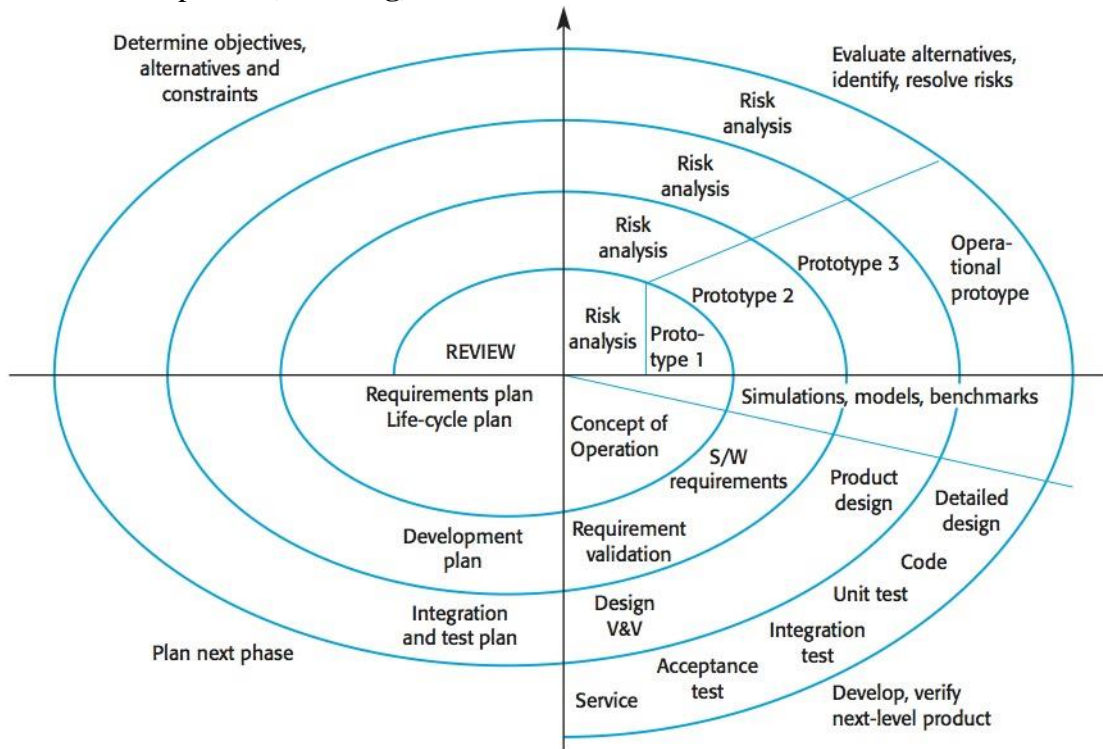 Determine objectives,
alternatives and
constraints
Evaluate alternatives,
identify, resolve risks
Risk
analysis
Risk
analysis
Risk
analysis
Opera-
tional
protoype
Prototype 3
Prototype 2
Risk
analysis
Proto-
type 1
REVIEW
Requirements plan
Life-cycle plan
Simulations, models, benchmarks
Concept of
Operation
S/W
requirements
Product
design
Detailed
design
Development
plan
Requirement
validation
Code
Unit test
Integration
and test plan
Design
V&V
Integration
test
Plan next phase
Acceptance
test
Service
Develop, verify
next-level product